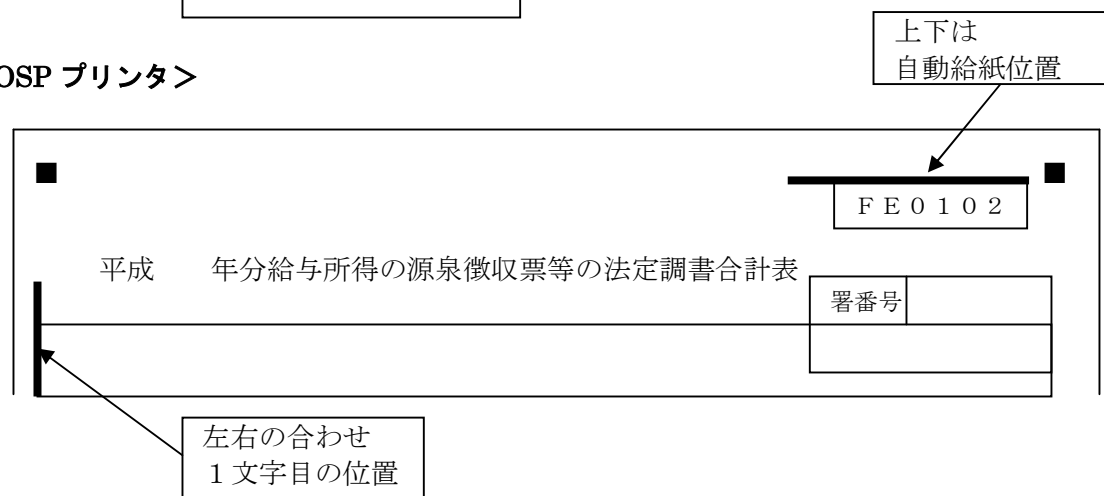 上下は
自動給紙位置
OSP プリンタ＞
ＦＥ０１０２
平成　　年分給与所得の源泉徴収票等の法定調書合計表
署番号
左右の合わせ
１文字目の位置